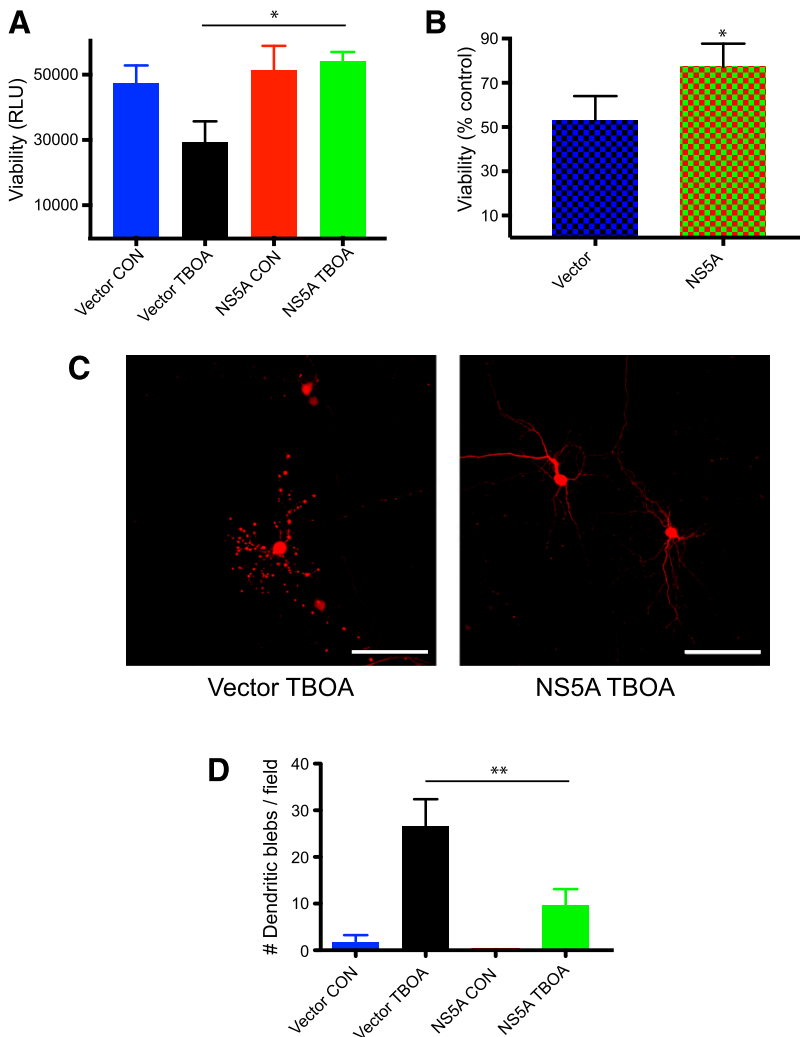 A
*
Viability (RLU)
50000
30000
10000
Vector CON
Vector TBOA
NS5A CON
NS5A TBOA
B
*
Viability (% control)
90
70
50
30
10
Vector
NS5A
C
Vector TBOA
NS5A TBOA
D
**
# Dendritic blebs / field
40
30
20
10
0
Vector CON
Vector TBOA
NS5A CON
NS5A TBOA